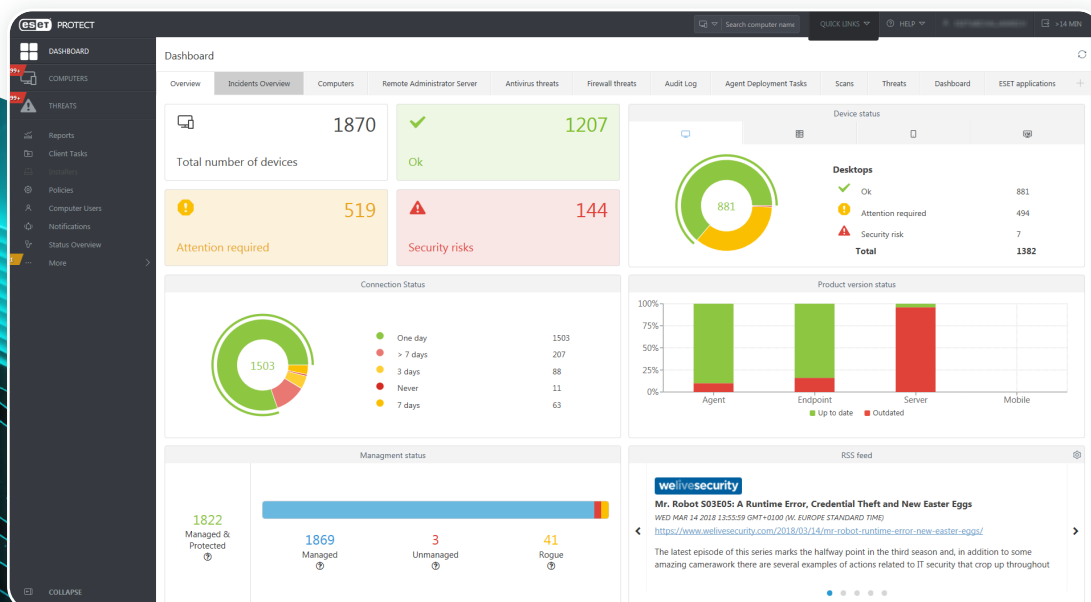 eset PROTECT
Search computer name
QUICK LINKS
HELP
>14 MIN
DASHBOARD
99+
COMPUTERS
99+
THREATS
Reports
Client Tasks
Installers
Policies
Computer Users
Notifications
Status Overview
More
COLLAPSE
Dashboard
Overview Incidents Overview Computers Remote Administrator Server Antivirus threats Firewall threats Audit Log Agent Deployment Tasks Scans Threats Dashboard ESET applications
1870
Total number of devices
1207
Ok
519
Attention required
144
Security risks
Device status
881
Desktops
Ok 881
Attention required 494
Security risk 7
Total 1382
Connection Status
1503
One day 1503
> 7 days 207
3 days 88
Never 11
7 days 63
Product version status
100%
75%
50%
25%
0%
Agent Endpoint Server Mobile
Up to date Outdated
Managment status
1822
Managed &
Protected
1869
Managed
3
Unmanaged
41
Rogue
RSS feed
welivesecurity
Mr. Robot S03E05: A Runtime Error, Credential Theft and New Easter Eggs
WED MAR 14 2018 13:55:59 GMT+0100 (W. EUROPE STANDARD TIME)
https://www.welivesecurity.com/2018/03/14/mr-robot-runtime-error-new-easter-eggs/
The latest episode of this series marks the halfway point in the third season and, in addition to some
amazing camerawork there are several examples of actions related to IT security that crop up throughout